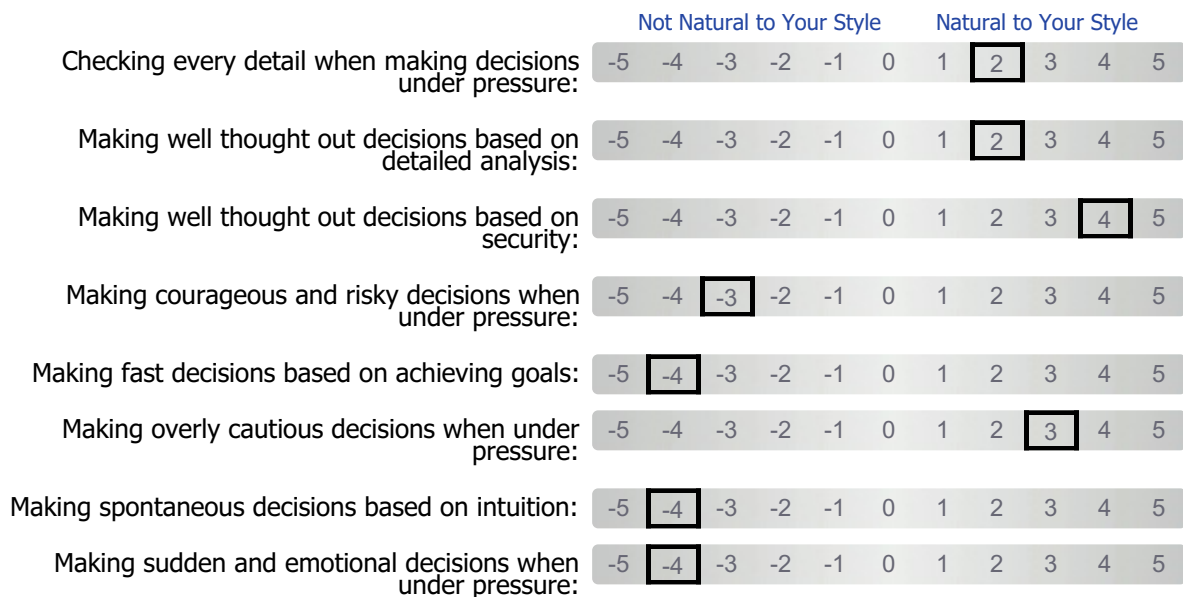 Not Natural to Your Style Natural to Your Style
Checking every detail when making decisions
under pressure:
-5 -4 -3 -2 -1 0 1 2 3 4 5
Making well thought out decisions based on
detailed analysis:
-5 -4 -3 -2 -1 0 1 2 3 4 5
Making well thought out decisions based on
security:
-5 -4 -3 -2 -1 0 1 2 3 4 5
Making courageous and risky decisions when
under pressure:
-5 -4 -3 -2 -1 0 1 2 3 4 5
Making fast decisions based on achieving goals:
-5 -4 -3 -2 -1 0 1 2 3 4 5
Making overly cautious decisions when under
pressure:
-5 -4 -3 -2 -1 0 1 2 3 4 5
Making spontaneous decisions based on intuition:
-5 -4 -3 -2 -1 0 1 2 3 4 5
Making sudden and emotional decisions when
under pressure:
-5 -4 -3 -2 -1 0 1 2 3 4 5